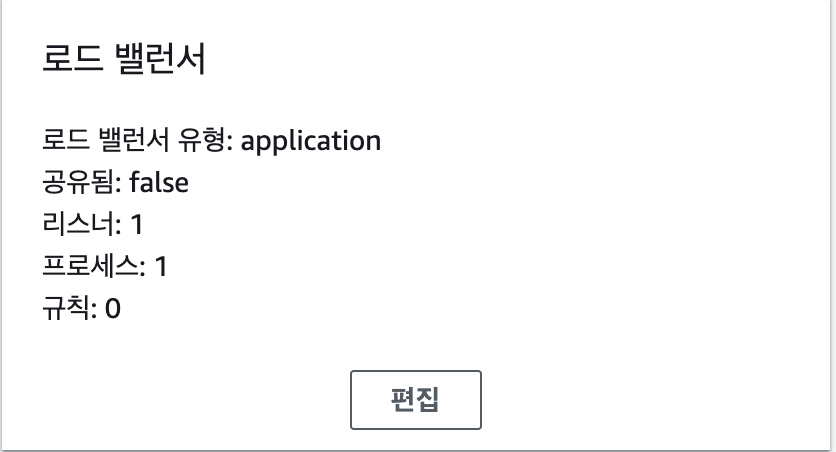 로드 밸런서
로드 밸런서 유형: application
공유됨: false
리스너: 1
프로세스: 1
규칙: 0
편집